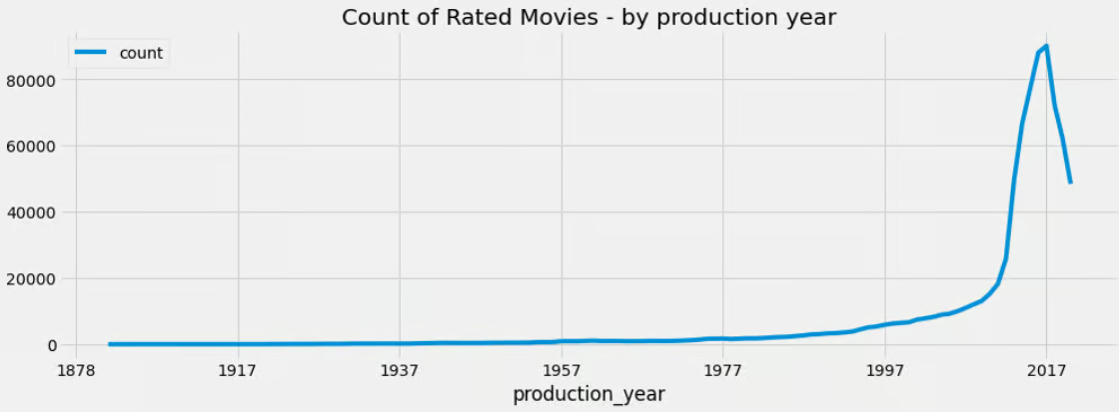 Count of Rated Movies - by production year
count
80000
60000
40000
20000
0
1878 1917 1937 1957 1977 1997 2017
production_year